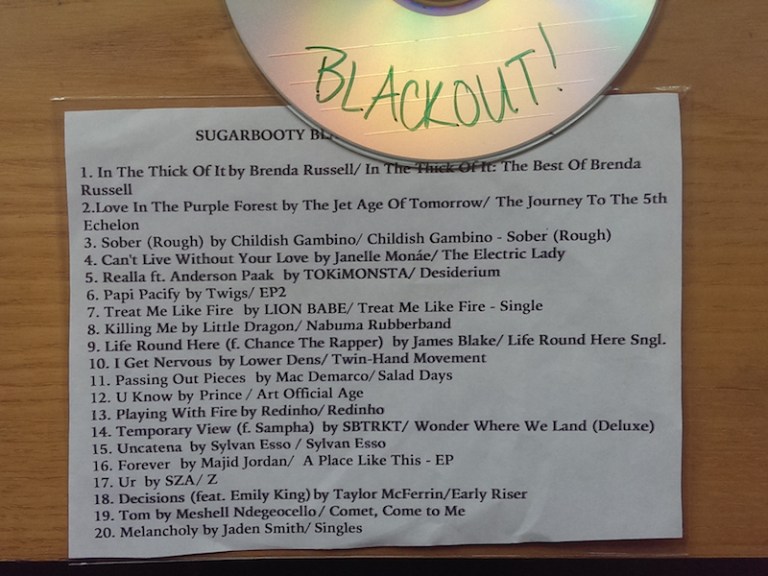 BLACKOUT!
SUGARBOOTY
1. In The Thick Of It by Brenda Russell/ In The Thick Of It: The Best Of Brenda
Russell
2.Love In The Purple Forest by The Jet Age Of Tomorrow/ The Journey To The 5th
Echelon
3. Sober (Rough) by Childish Gambino/ Childish Gambino - Sober (Rough)
4. Can't Live Without Your Love by Janelle Monáe/ The Electric Lady
5. Realla ft. Anderson Paak by TOKiMONSTA/ Desiderium
6. Papi Pacify by Twigs/ EP2
7. Treat Me Like Fire by LION BABE/ Treat Me Like Fire - Single
8. Killing Me by Little Dragon/ Nabuma Rubberband
9. Life Round Here (f. Chance The Rapper) by James Blake/ Life Round Here Sngl.
10. I Get Nervous by Lower Dens/ Twin-Hand Movement
11. Passing Out Pieces by Mac Demarco/ Salad Days
12. U Know by Prince / Art Official Age
13. Playing With Fire by Redinho/ Redinho
14. Temporary View (f. Sampha) by SBTRKT/ Wonder Where We Land (Deluxe)
15. Uncatena by Sylvan Esso / Sylvan Esso
16. Forever by Majid Jordan/ A Place Like This - EP
17. Ur by SZA/ Z
18. Decisions (feat. Emily King) by Taylor McFerrin/Early Riser
19. Tom by Meshell Ndegeocello/ Comet, Come to Me
20. Melancholy by Jaden Smith/ Singles